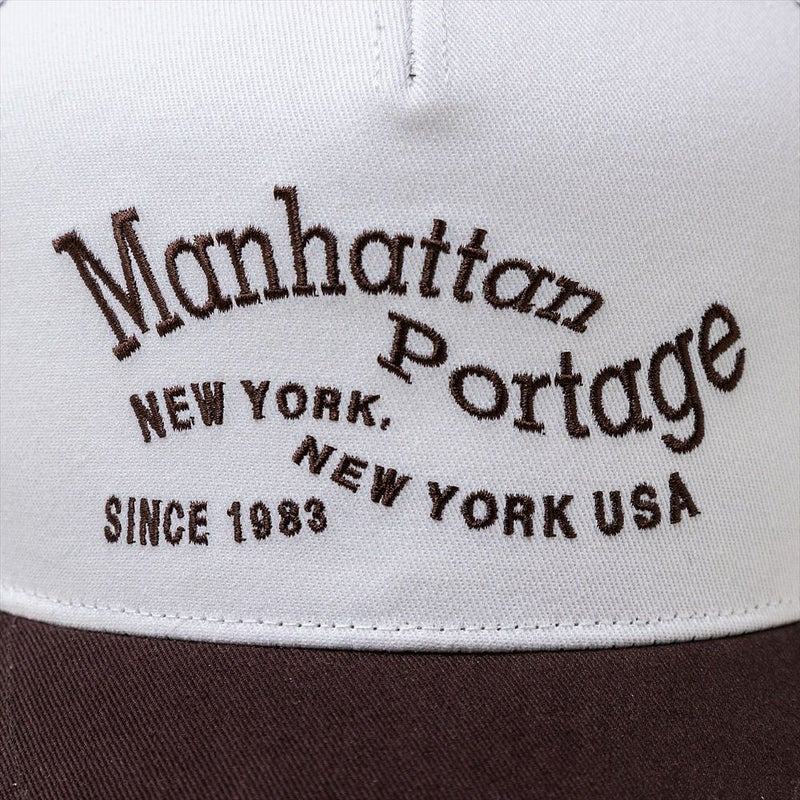 Manhattan
Portage
NEW YORK,
NEW YORK USA
SINCE 1983